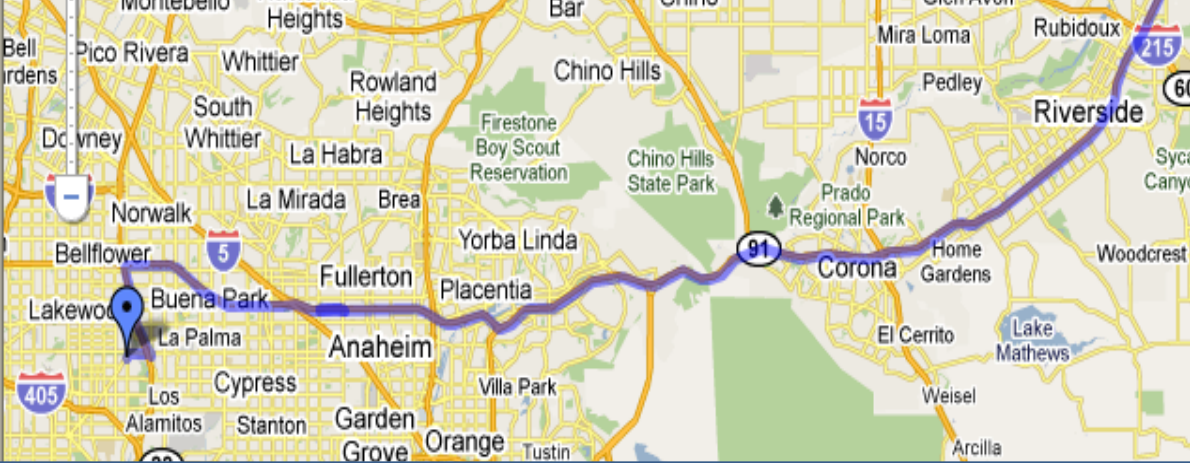 Montebello
Heights
Bar
Chino
Glen Avon
Rubidoux
Mira Loma
215
Bell
Pico Rivera
Whittier
Chino Hills
Rowland
Heights
Pedley
60
South
Whittier
Riverside
Firestone
Boy Scout
Reservation
15
Downey
La Habra
Chino Hills
State Park
Norco
Prado
Regional Park
La Mirada
Brea
Norwalk
Yorba Linda
Bellflower
5
91
Home
Gardens
Woodcrest
Fullerton
Corona
Placentia
Buena Park
Lakewood
La Palma
Anaheim
El Cerrito
Lake
Mathews
Cypress
Villa Park
405
Los
Alamitos
Weisel
Stanton
Garden
Grove
Orange
Tustin
Arcilla